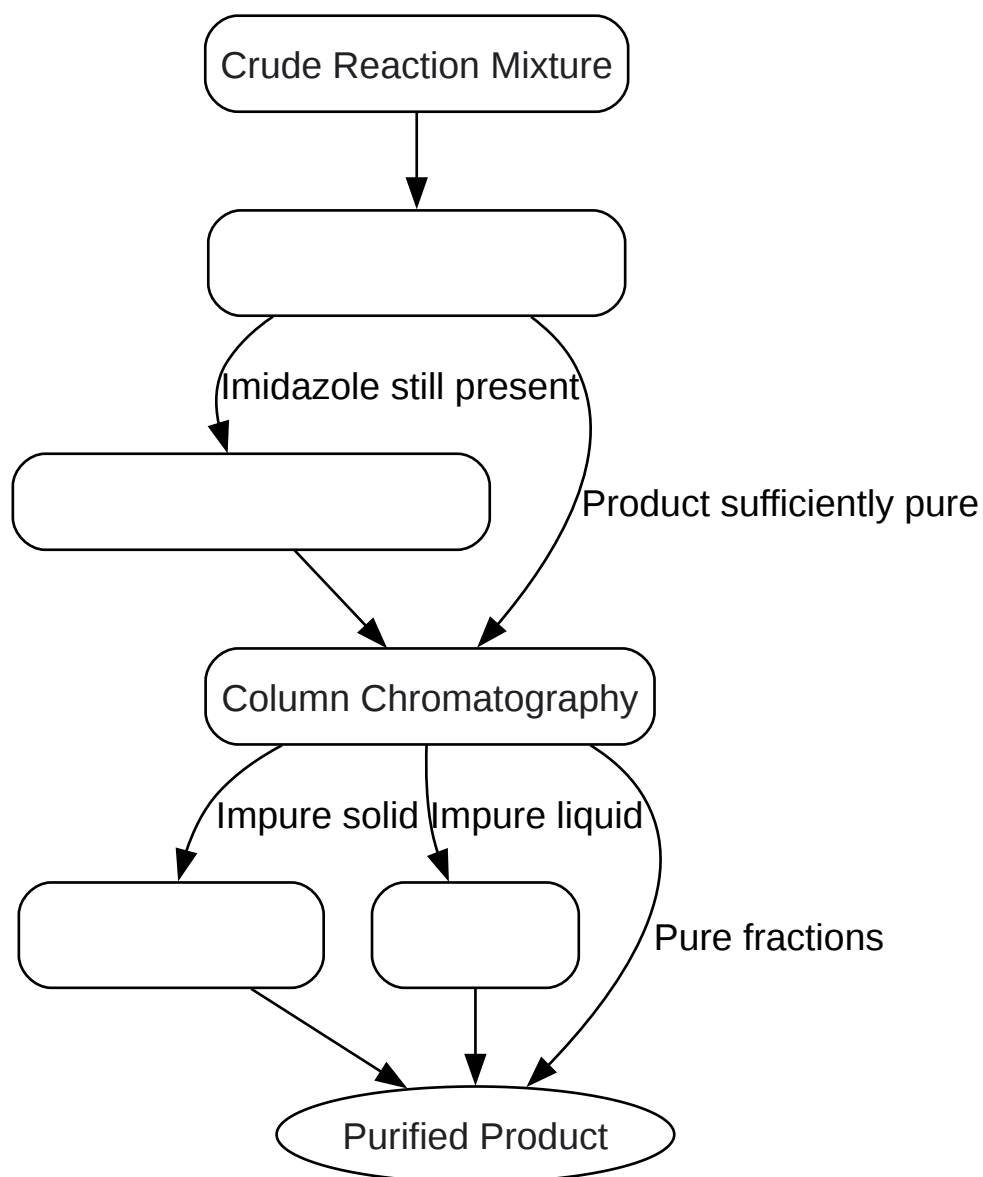 Crude Reaction Mixture
Imidazole still present
Product sufficiently pure
Column Chromatography
Impure solid
Impure liquid
Pure fractions
Purified Product